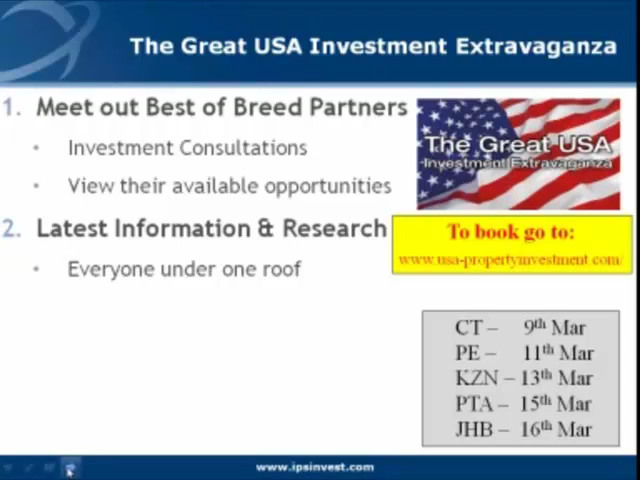 The Great USA Investment Extravaganza
1. Meet out Best of Breed Partners
• Investment Consultations
• View their available opportunities
2. Latest Information & Research
• Everyone under one roof
The Great USA
Investment Extravaganza
To book go to:
www.usa-propertyinvestment.com/
CT – 9th Mar
PE – 11th Mar
KZN – 13th Mar
PTA – 15th Mar
JHB – 16th Mar
www.ipsinvest.com